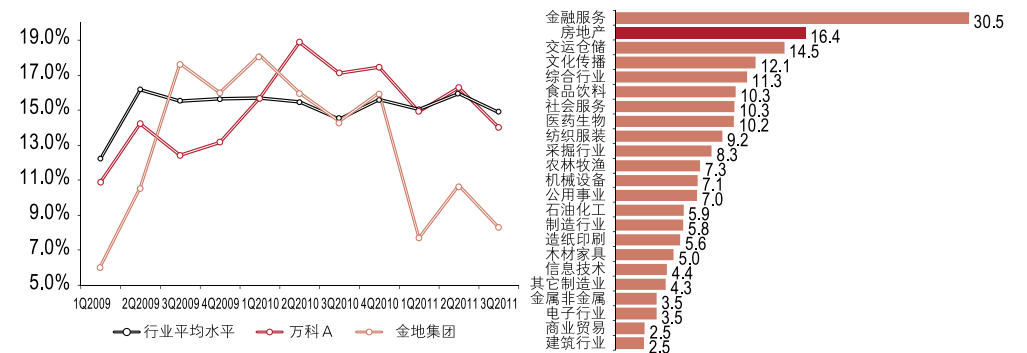 19.0%
17.0%
15.0%
13.0%
11.0%
9.0%
7.0%
5.0%
1Q2009 2Q2009 3Q2009 4Q2009 1Q2010 2Q2010 3Q2010 4Q2010 1Q2011 2Q2011 3Q2011
行业平均水平 万科A 金地集团
金融服务 30.5
房地产 16.4
交运仓储 14.5
文化传播 12.1
综合行业 11.3
食品饮料 10.3
社会服务 10.3
医药生物 10.2
纺织服装 9.2
采掘行业 8.3
农林牧渔 7.3
机械设备 7.1
公用事业 7.0
石油化工 5.9
制造行业 5.8
造纸印刷 5.6
木材家具 5.0
信息技术 4.4
其它制造业 4.3
金属非金属 3.5
电子行业 3.5
商业贸易 2.5
建筑行业 2.5